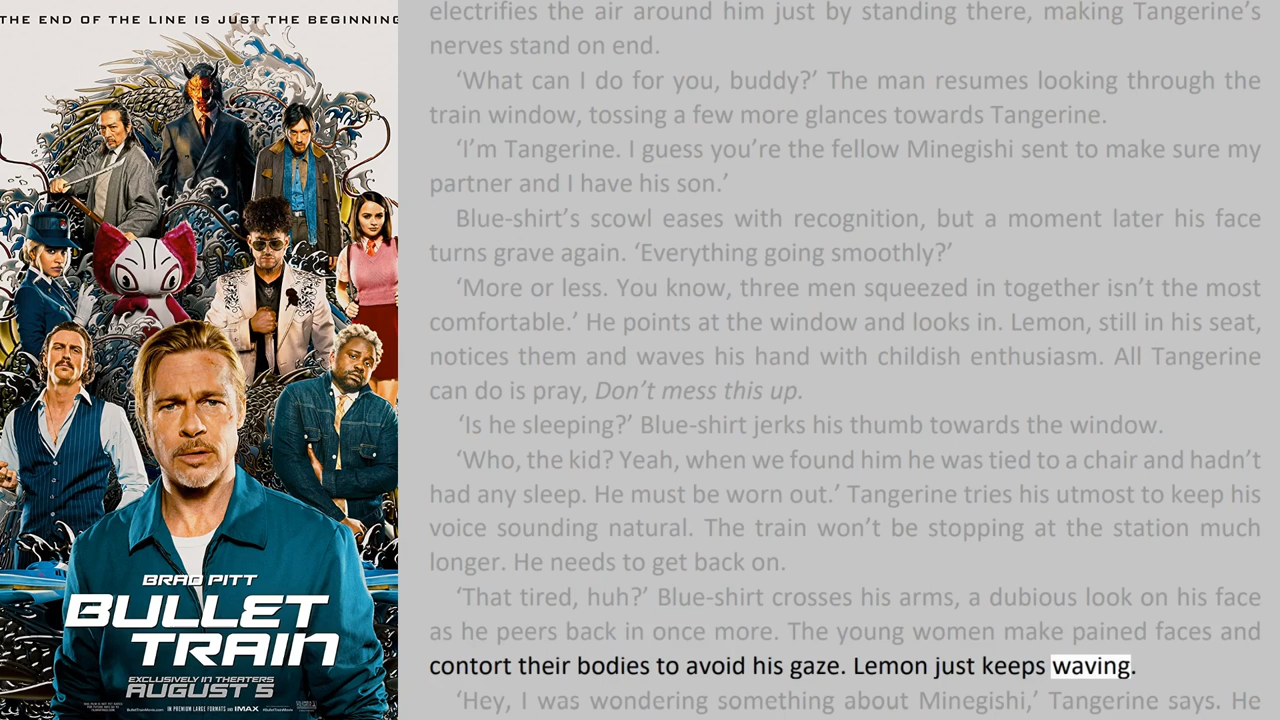 THE END OF THE LINE IS JUST THE BEGINNING
BRAD PITT
BULLET
TRAIN
EXCLUSIVELY IN THEATERS
AUGUST 5
BulletTrainMovie.com
IN PREMIUM LARGE FORMATS AND IMAX
#BulletTrainMovie
electrifies the air around him just by standing there, making Tangerine’s
nerves stand on end.
‘What can I do for you, buddy?’ The man resumes looking through the
train window, tossing a few more glances towards Tangerine.
‘I’m Tangerine. I guess you’re the fellow Minegishi sent to make sure my
partner and I have his son.’
Blue-shirt’s scowl eases with recognition, but a momnt later his face
turns grave again. ‘Everything going smoothly?’
‘More or less. You know, three men squeezed in together isn’t the most
comfortable.’ He points at the window and looks in. Lemon, still in his seat,
notices them and waves his hand with childish enthusiasm. All Tangerine
can do is pray, Don’t mess this up.
‘Is he sleeping?’ Blue-shirt jerks his thumb towards the window.
‘Who, the kid? Yeah, when we found him he was tied to a chair and hadn’t
had any sleep. He must be worn out.’ Tangerine tries his utmost to keep his
voice sounding natural. The train won’t be stopping at the station much
longer. He needs to get back on.
‘That tired, huh?’ Blue-shirt crosses his arms, a dubious look on his face
as he peers back in once more. The young women make pained faces and
contort their bodies to avoid his gaze. Lemon just keeps waving.
‘Hey, I was wondering something about Minegishi,’ Tangerine says. He